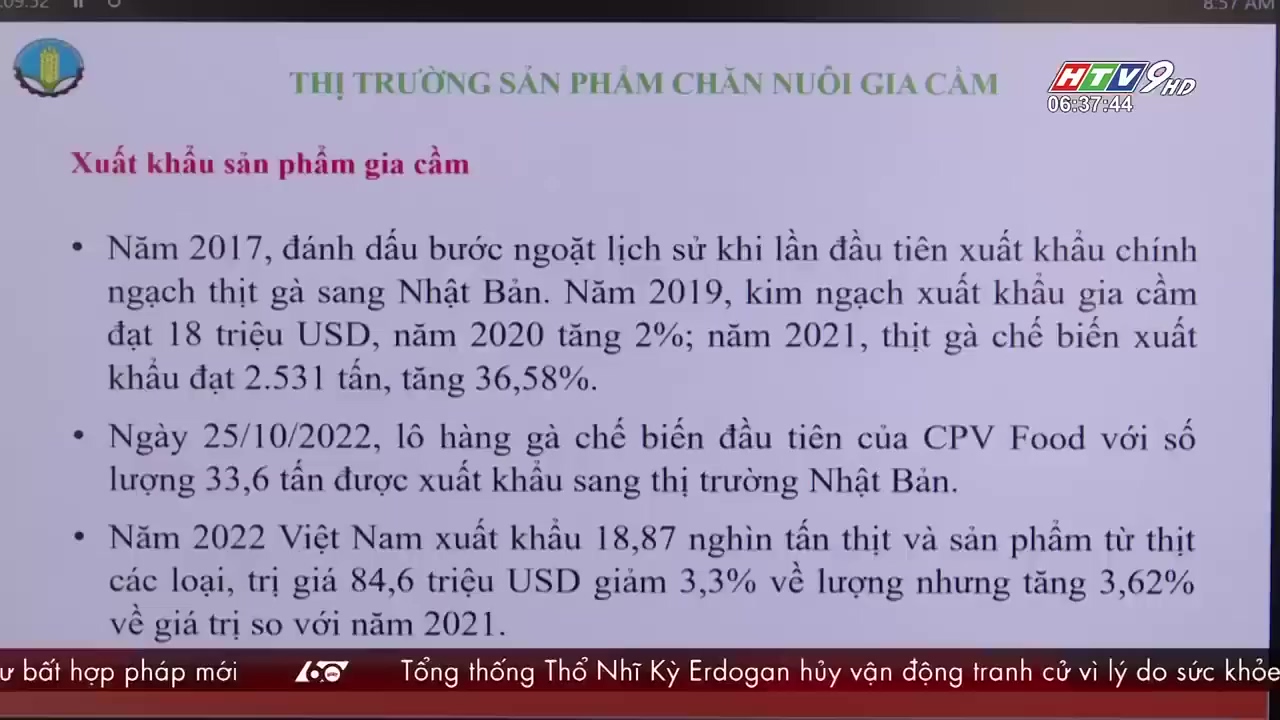 8:57 AM
THỊ TRƯỜNG SẢN PHẨM CHĂN NUÔI GIA CẦM
HTV9 HD
06:37:44
Xuất khẩu sản phẩm gia cầm
• Năm 2017, đánh dấu bước ngoặt lịch sử khi lần đầu tiên xuất khẩu chính
ngạch thịt gà sang Nhật Bản. Năm 2019, kim ngạch xuất khẩu gia cầm
đạt 18 triệu USD, năm 2020 tăng 2%; năm 2021, thịt gà chế biến xuất
khẩu đạt 2.531 tấn, tăng 36,58%.
• Ngày 25/10/2022, lô hàng gà chế biến đầu tiên của CPV Food với số
lượng 33,6 tấn được xuất khẩu sang thị trường Nhật Bản.
• Năm 2022 Việt Nam xuất khẩu 18,87 nghìn tấn thịt và sản phẩm từ thịt
các loại, trị giá 84,6 triệu USD giảm 3,3% về lượng nhưng tăng 3,62%
về giá trị so với năm 2021.
ư bất hợp pháp mới 60 giây Tổng thống Thổ Nhĩ Kỳ Erdogan hủy vận động tranh cử vì lý do sức khỏe